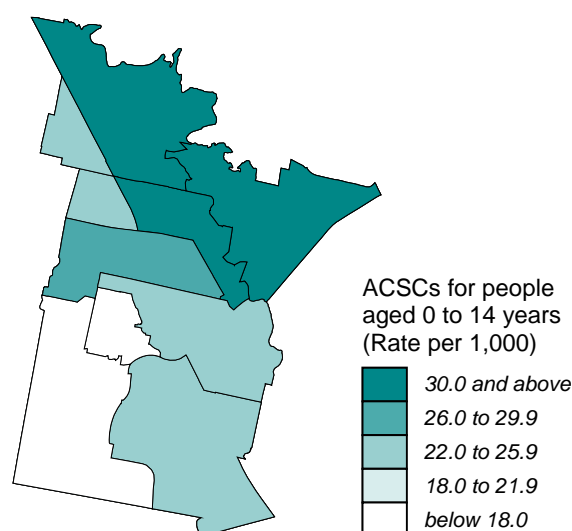 ACSCs for people
aged 0 to 14 years
(Rate per 1,000)
30.0 and above
26.0 to 29.9
22.0 to 25.9
18.0 to 21.9
below 18.0